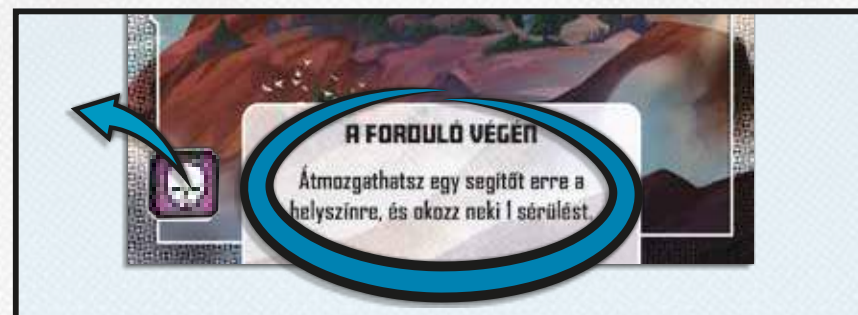 A FORDULÓ VÉGÉN
Átmozgathatsz egy segítőt erre a
helyszínre, és okozz neki 1 sérülést.